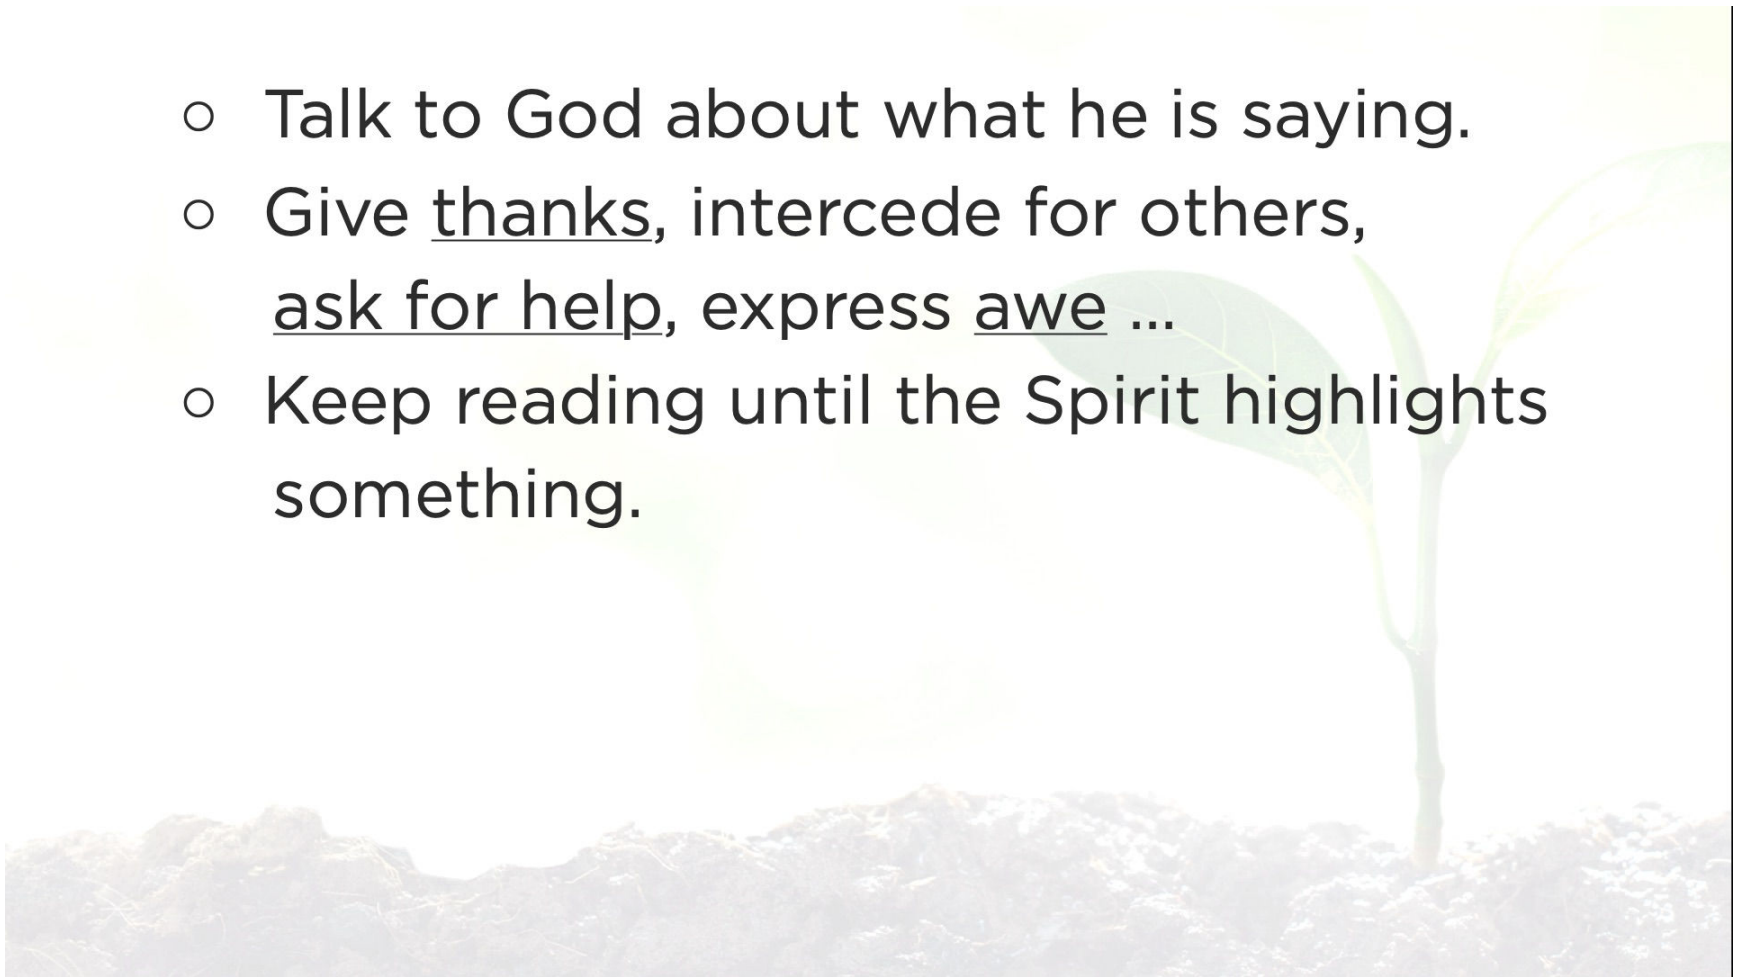 ○ Talk to God about what he is saying.
○ Give thanks, intercede for others,
ask for help, express awe ...
○ Keep reading until the Spirit highlights
something.